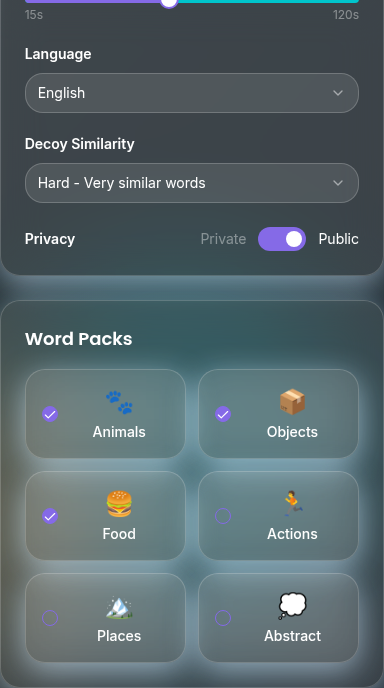 15s 120s
Language
English
Decoy Similarity
Hard - Very similar words
Privacy Private Public
Word Packs
Animals Objects
Food Actions
Places Abstract